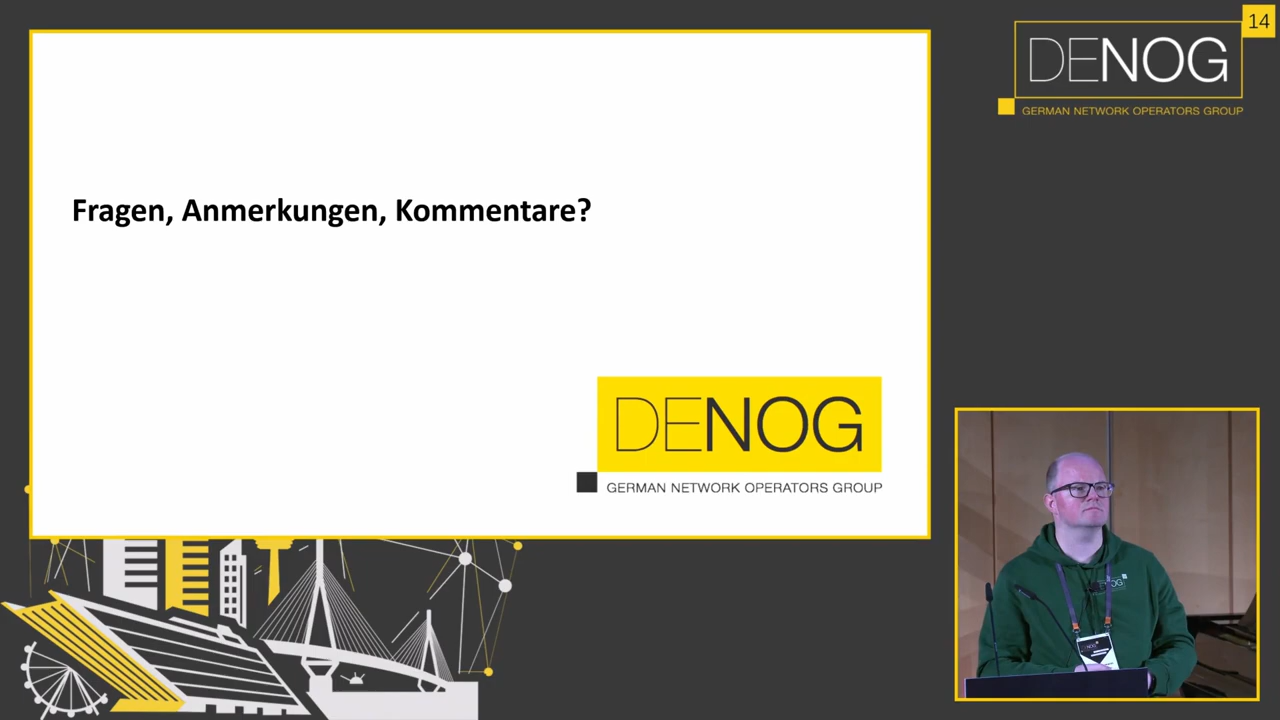 Fragen, Anmerkungen, Kommentare?
DENOG
GERMAN NETWORK OPERATORS GROUP
14
DENOG
GERMAN NETWORK OPERATORS GROUP